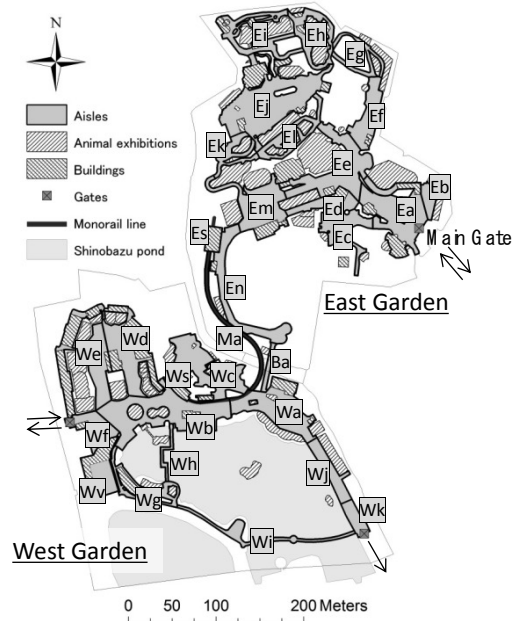 N
Aisles
Animal exhibitions
Buildings
Gates
Monorail line
Shinobazu pond
Ei
Eh
Eg
Ej
Ef
Ek
El
Ee
Eb
Em
Ed
Ea
Es
Ec
Main Gate
En
East Garden
Ma
We
Wd
Ba
Ws
Wc
Wa
Wf
Wb
Wh
Wj
Wv
Wg
Wk
Wi
West Garden
0 50 100 200 Meters